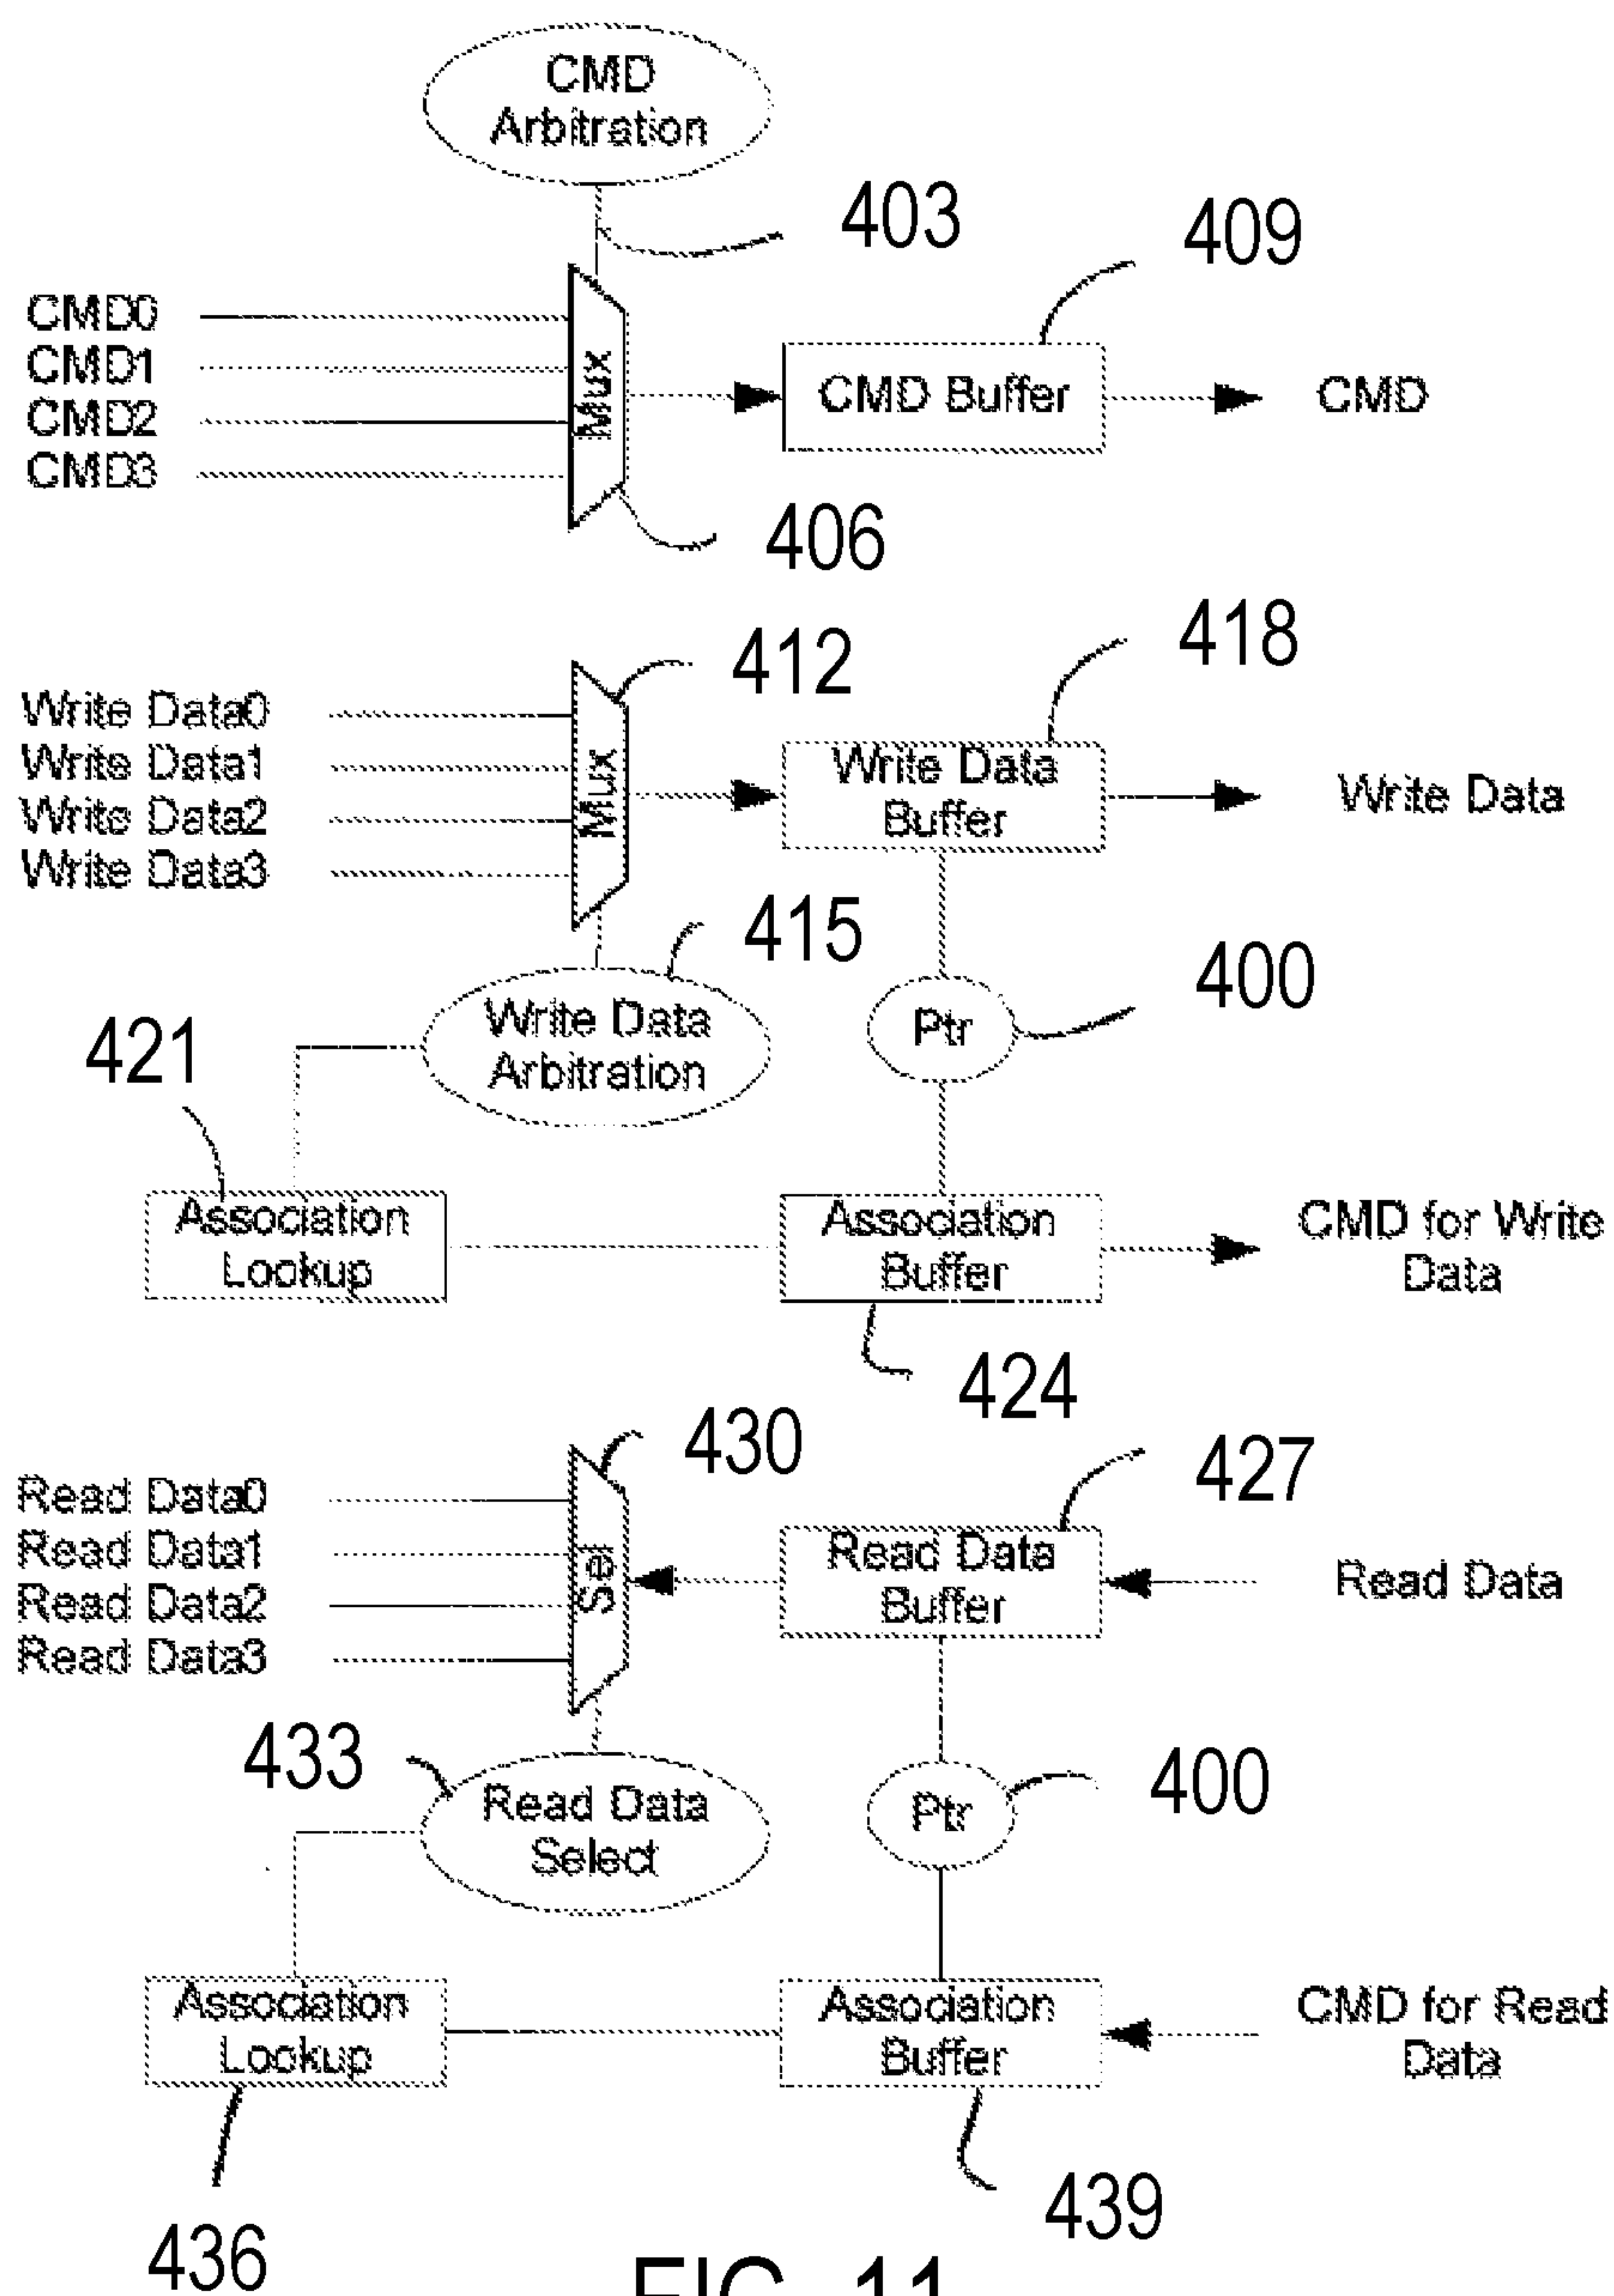 CMD
Arbitration
403
409
CMD0
CMD1
CMD2
CMD3
Mux
CMD Buffer
CMD
406
412
418
Write Data0
Write Data1
Write Data2
Write Data3
Mux
Write Data
Buffer
Write Data
415
400
421
Write Data
Arbitration
Ptr
Association
Lookup
Association
Buffer
CMD for Write
Data
424
430
427
Read Data0
Read Data1
Read Data2
Read Data3
Sel
Read Data
Buffer
Read Data
433
400
Read Data
Select
Ptr
Association
Lookup
Association
Buffer
CMD for Read
Data
439
436
FIG. 11